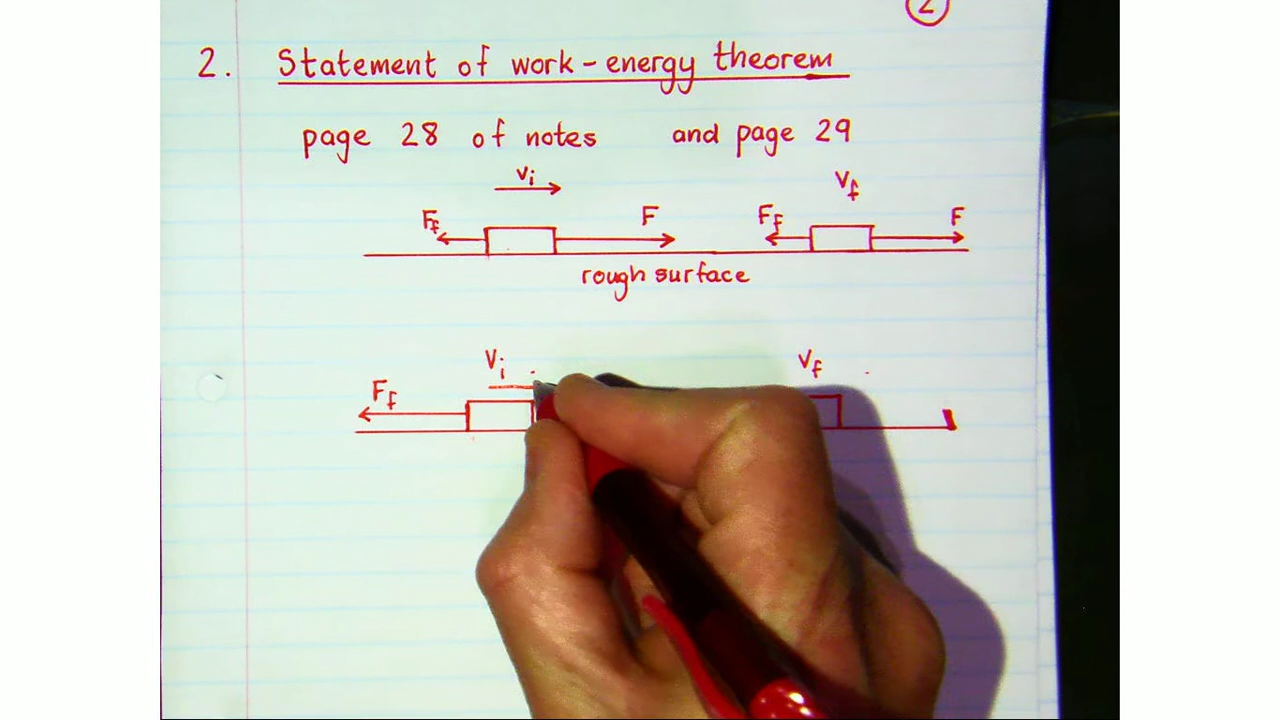 2
2. Statement of work-energy theorem
page 28 of notes and page 29
vi Vf
Ff F Ff F
rough surface
Vi Vf
Ff